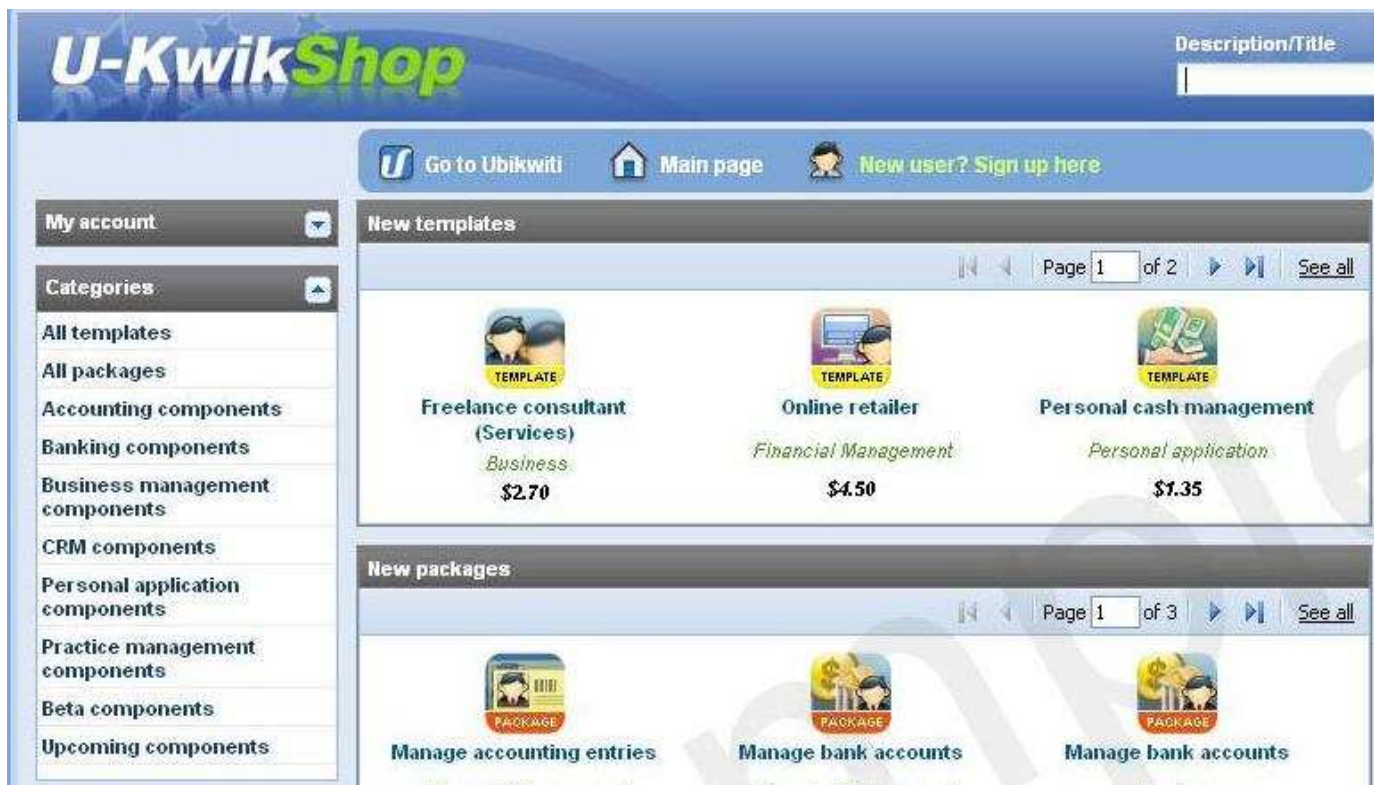 U-KwikShop
Description/Title
Go to Ubikwiti Main page New user? Sign up here
My account
Categories
All templates
All packages
Accounting components
Banking components
Business management
components
CRM components
Personal application
components
Practice management
components
Beta components
Upcoming components
New templates
Page 1 of 2 See all
TEMPLATE TEMPLATE TEMPLATE
Freelance consultant
(Services)
Business
$2.70
Online retailer
Financial Management
$4.50
Personal cash management
Personal application
$1.35
New packages
Page 1 of 3 See all
PACKAGE PACKAGE PACKAGE
Manage accounting entries Manage bank accounts Manage bank accounts